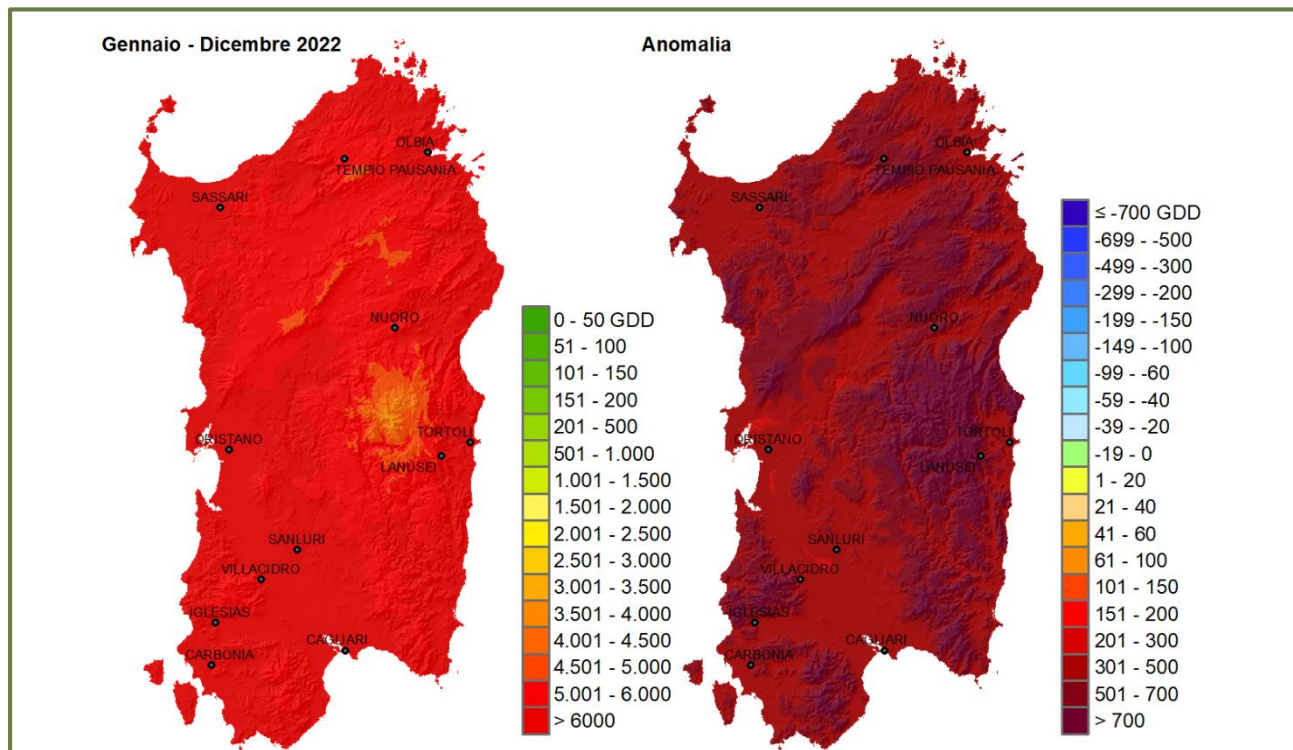 Gennaio - Dicembre 2022
OLBIA
TEMPIO PAUSANIA
SASSARI
NUORO
ORISTANO
TORTOLI
LANUSEI
SANLURI
VILLACIDRO
IGLESIAS
CAGLIARI
CARBONIA
0 - 50 GDD
51 - 100
101 - 150
151 - 200
201 - 500
501 - 1.000
1.001 - 1.500
1.501 - 2.000
2.001 - 2.500
2.501 - 3.000
3.001 - 3.500
3.501 - 4.000
4.001 - 4.500
4.501 - 5.000
5.001 - 6.000
> 6000
Anomalia
OLBIA
TEMPIO PAUSANIA
SASSARI
NUORO
ORISTANO
TORTOLI
LANUSEI
SANLURI
VILLACIDRO
IGLESIAS
CAGLIARI
CARBONIA
≤ -700 GDD
-699 - -500
-499 - -300
-299 - -200
-199 - -150
-149 - -100
-99 - -60
-59 - -40
-39 - -20
-19 - 0
1 - 20
21 - 40
41 - 60
61 - 100
101 - 150
151 - 200
201 - 300
301 - 500
501 - 700
> 700